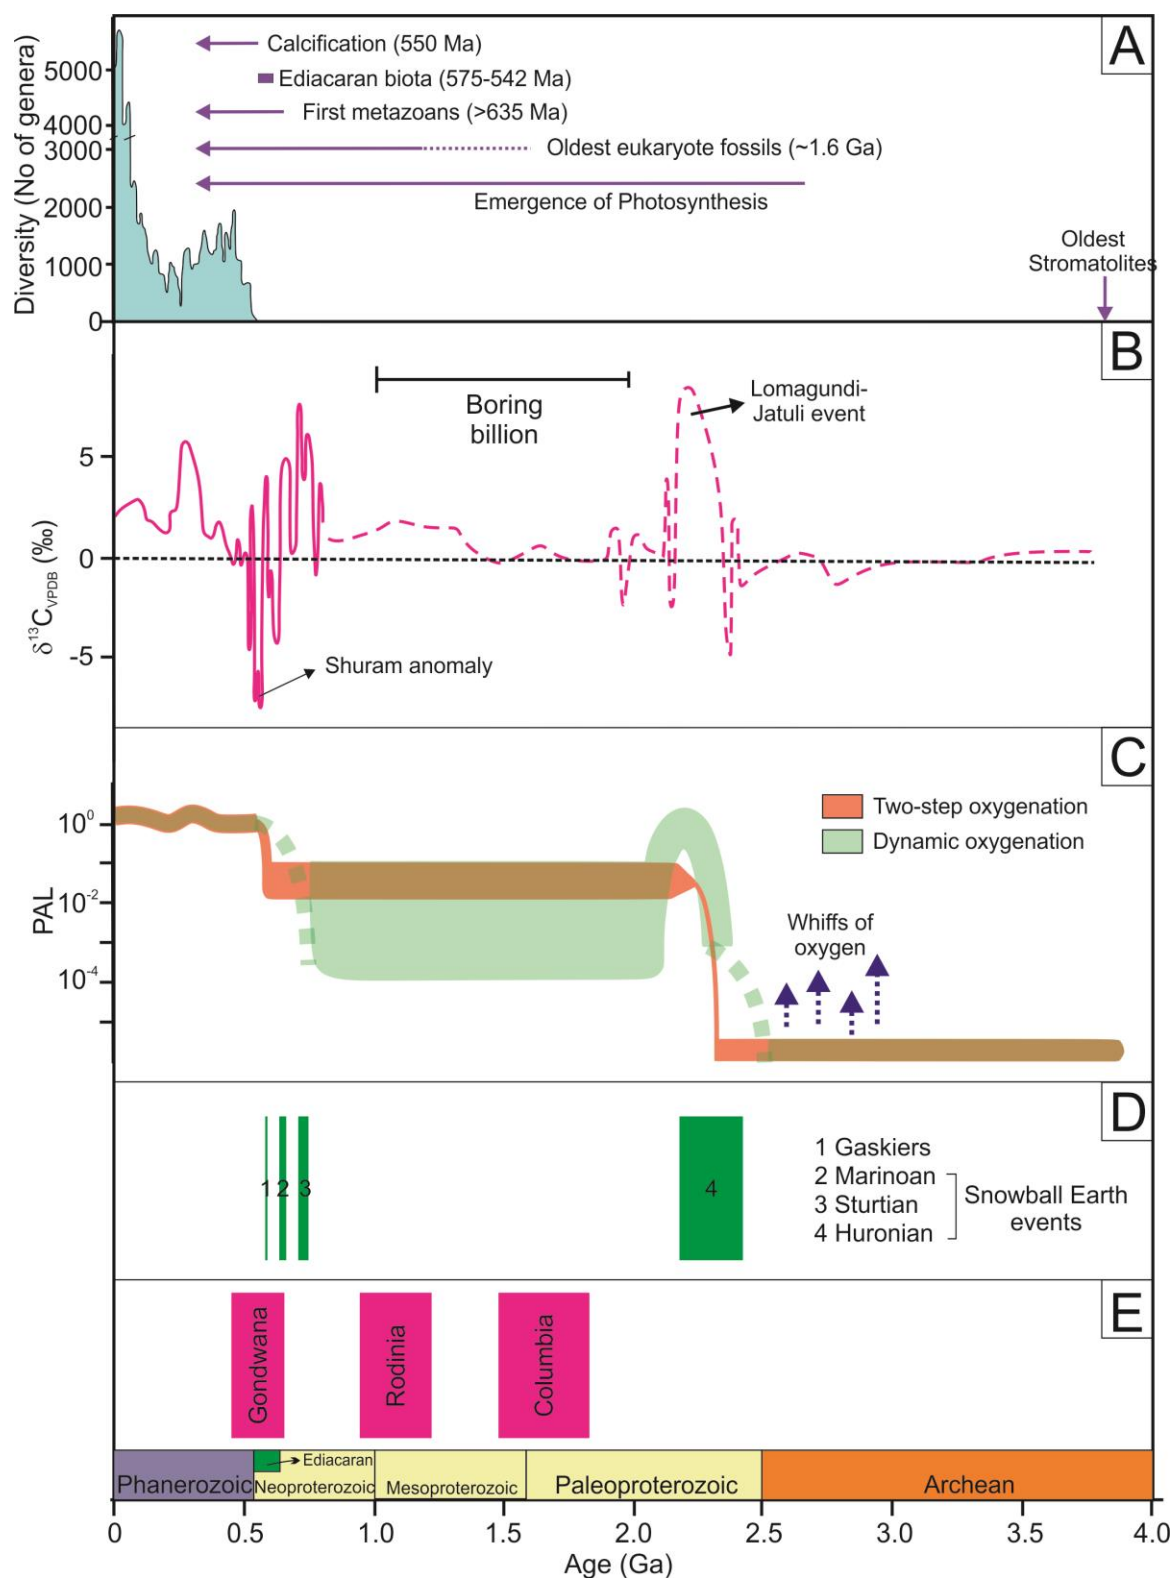 A
Diversity (No of genera)
5000
4000
3000
2000
1000
0
Calcification (550 Ma)
Ediacaran biota (575-542 Ma)
First metazoans (>635 Ma)
Oldest eukaryote fossils (~1.6 Ga)
Emergence of Photosynthesis
Oldest
Stromatolites
B
δ¹³C_VPDB (‰)
5
0
-5
Boring
billion
Lomagundi-
Jatuli event
Shuram anomaly
C
PAL
10⁰
10⁻²
10⁻⁴
Two-step oxygenation
Dynamic oxygenation
Whiffs of
oxygen
D
1
2
3
4
1 Gaskiers
2 Marinoan
3 Sturtian
4 Huronian
Snowball Earth
events
E
Gondwana
Rodinia
Columbia
Ediacaran
Phanerozoic
Neoproterozoic
Mesoproterozoic
Paleoproterozoic
Archean
0 0.5 1.0 1.5 2.0 2.5 3.0 3.5 4.0
Age (Ga)